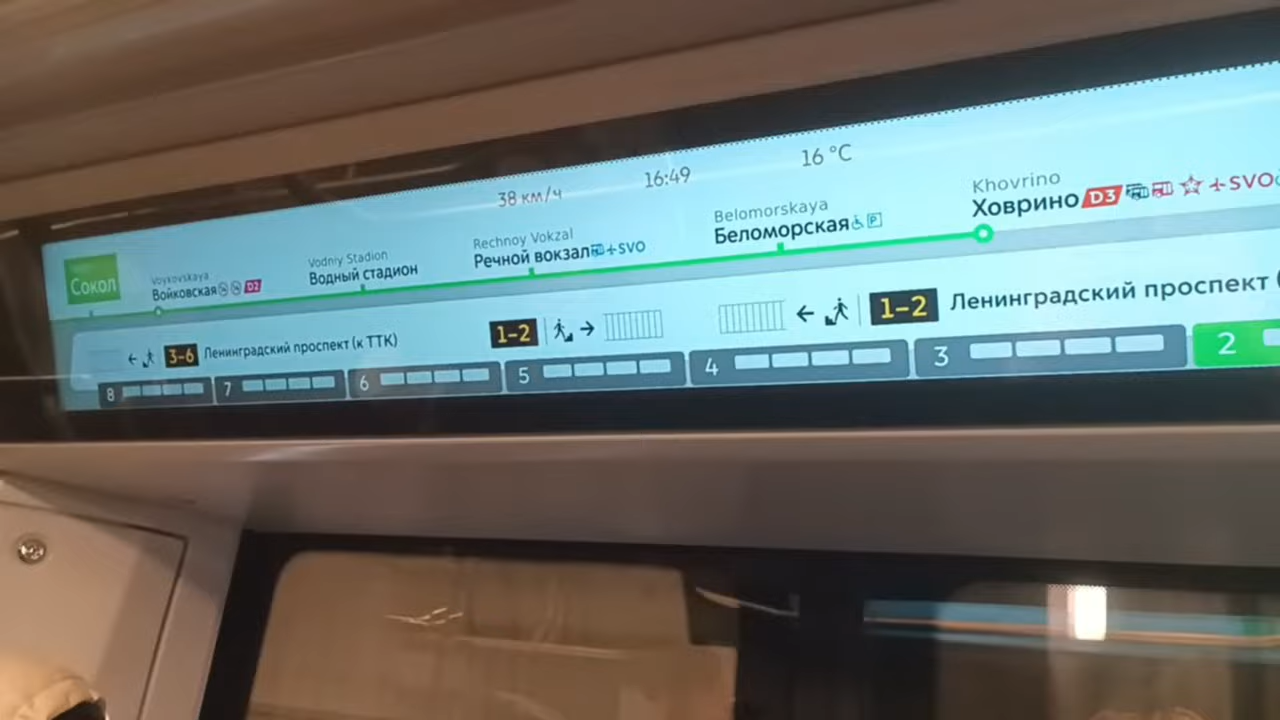 38 км/ч 16:49 16 °C
Сокол
Voykovskaya
Войковская D2
Vodniy Stadion
Водный стадион
Rechnoy Vokzal
Речной вокзал SVO
Belomorskaya
Беломорская P
Khovrino
Ховрино D3 SVO
← 3-6 Ленинградский проспект (к ТТК)
1-2 →
← 1-2 Ленинградский проспект (
8 7 6 5 4 3 2